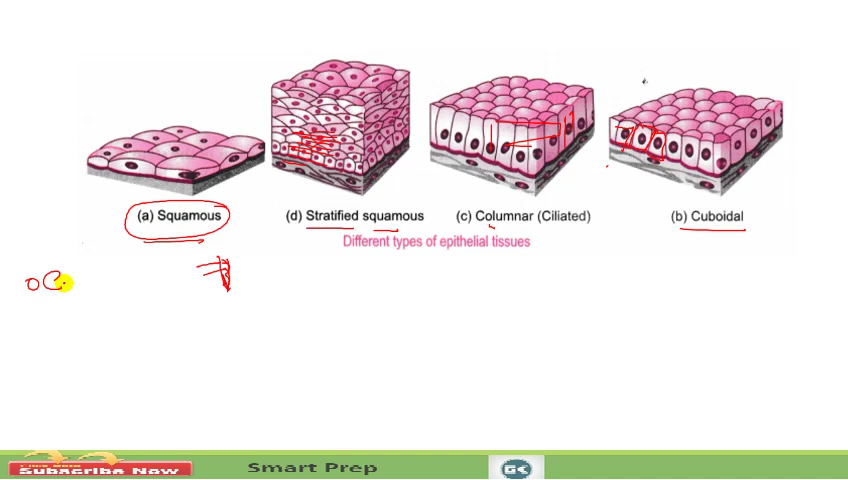 (a) Squamous (d) Stratified squamous (c) Columnar (Ciliated) (b) Cuboidal
Different types of epithelial tissues
Subscribe Now Smart Prep GK